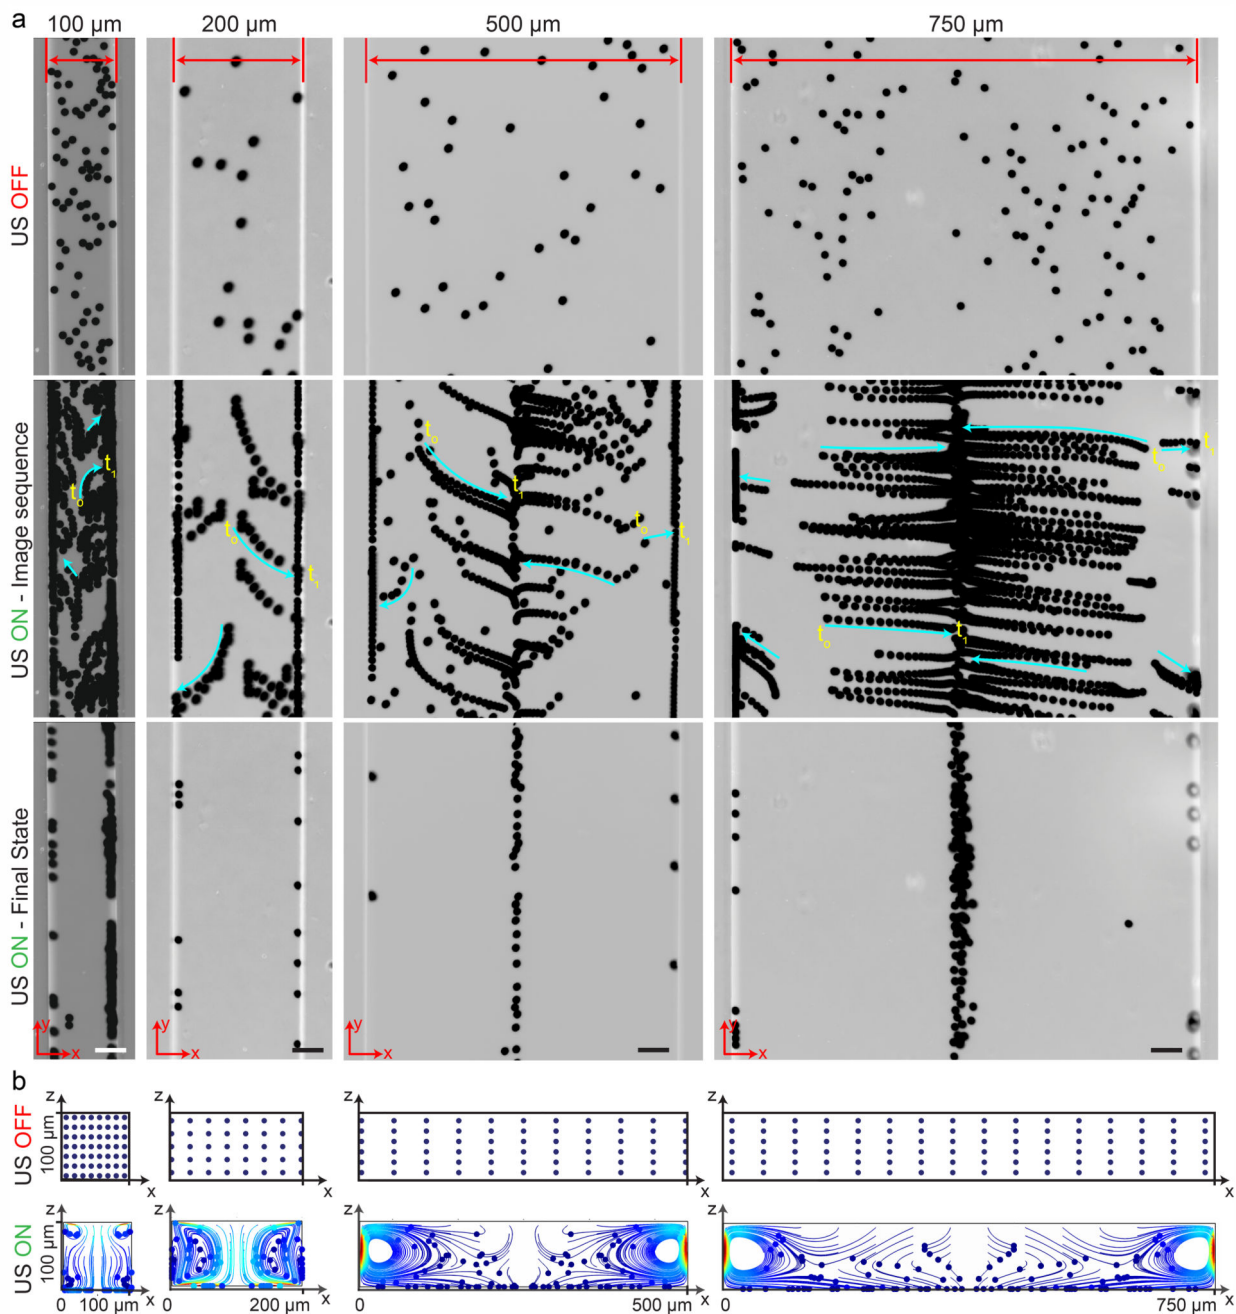 a
100 µm
200 µm
500 µm
750 µm
US OFF
US ON - Image sequence
t₀
t₁
t₀
t₁
t₀
t₁
t₀
t₁
t₀
t₁
t₀
t₁
US ON - Final State
y
x
y
x
y
x
y
x
b
US OFF
z
100 µm
x
z
x
z
x
z
x
US ON
z
100 µm
0
100 µm
x
z
0
200 µm
x
z
0
500 µm
x
z
0
750 µm
x